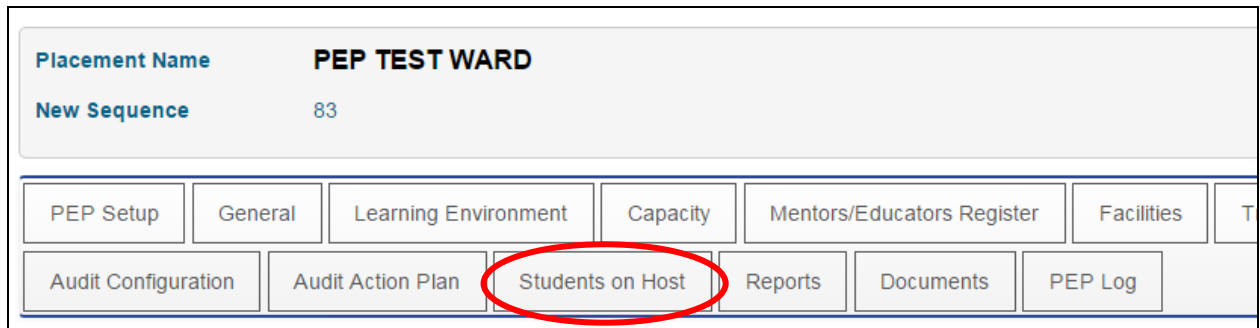 Placement Name PEP TEST WARD
New Sequence 83
PEP Setup General Learning Environment Capacity Mentors/Educators Register Facilities
Audit Configuration Audit Action Plan Students on Host Reports Documents PEP Log